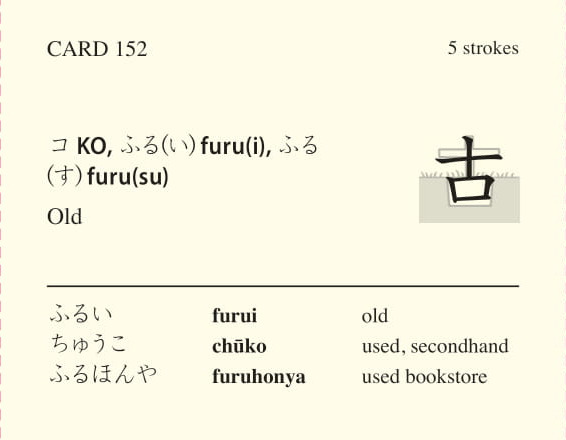 CARD 152
5 strokes
コ KO, ふる(い) furu(i), ふる
(す) furu(su)
古
Old
ふるい furui old
ちゅうこ chūko used, secondhand
ふるほんや furuhonya used bookstore